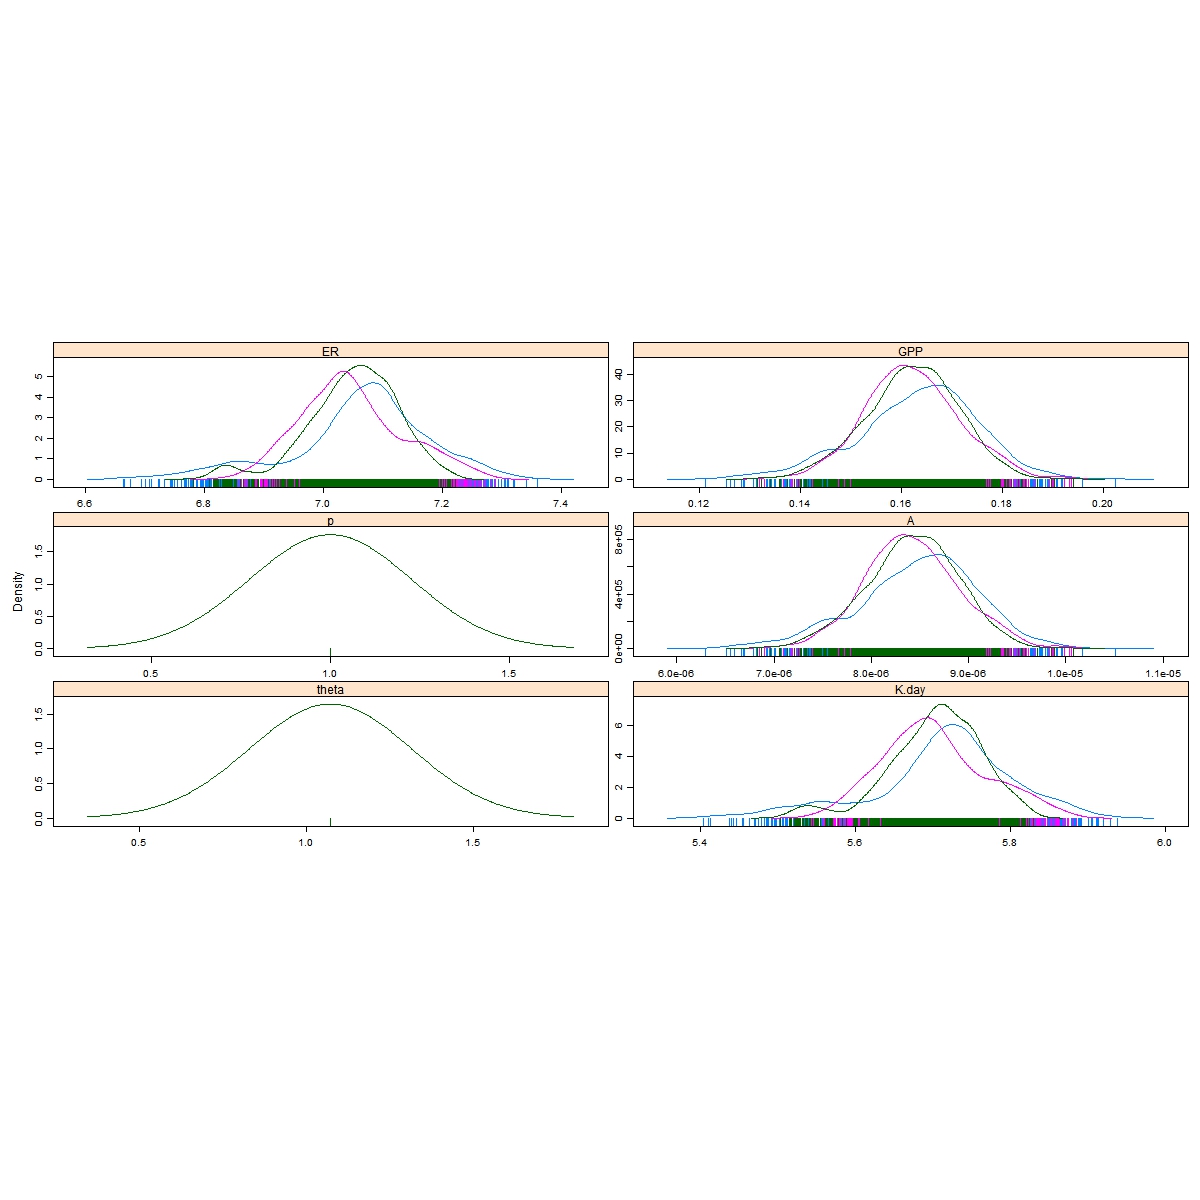 ER
GPP
0 1 2 3 4 5
0 10 20 30 40
6.6 6.8 7.0 7.2 7.4
0.12 0.14 0.16 0.18 0.20
p
A
Density
0.0 0.5 1.0 1.5
0e+00 4e+05 8e+05
0.5 1.0 1.5
6.0e-06 7.0e-06 8.0e-06 9.0e-06 1.0e-05 1.1e-05
theta
K.day
0.0 0.5 1.0 1.5
0 2 4 6
0.5 1.0 1.5
5.4 5.6 5.8 6.0